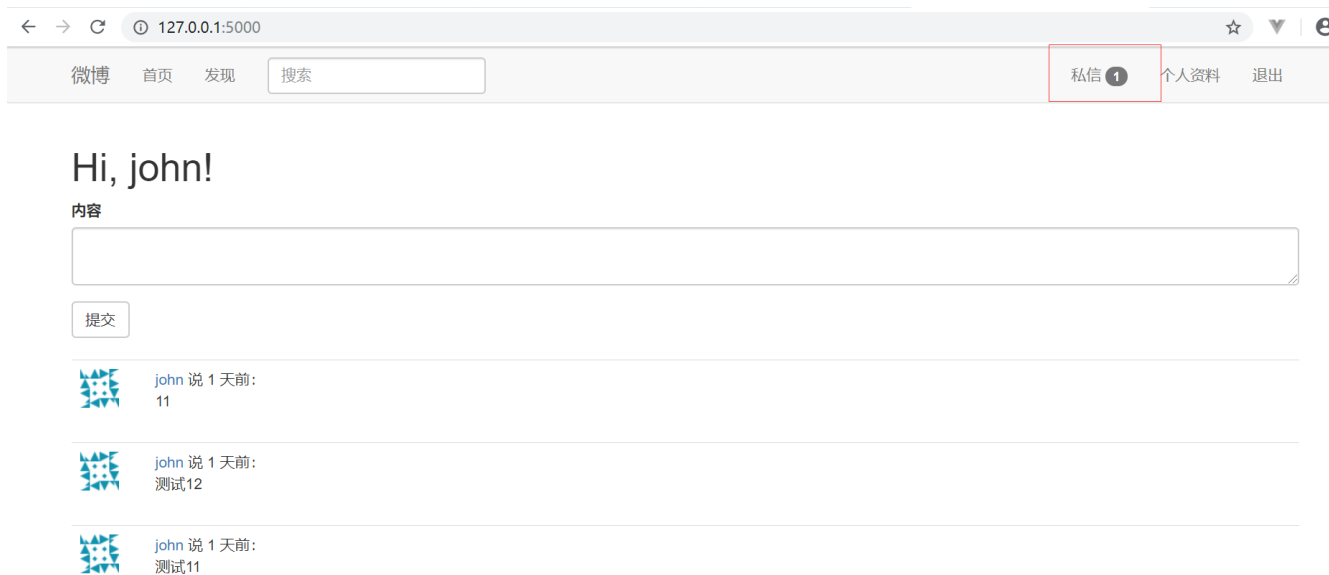 127.0.0.1:5000
微博 首页 发现 搜索 私信 1 个人资料 退出
Hi, john!
内容
提交
john 说 1 天前：
11
john 说 1 天前：
测试12
john 说 1 天前：
测试11